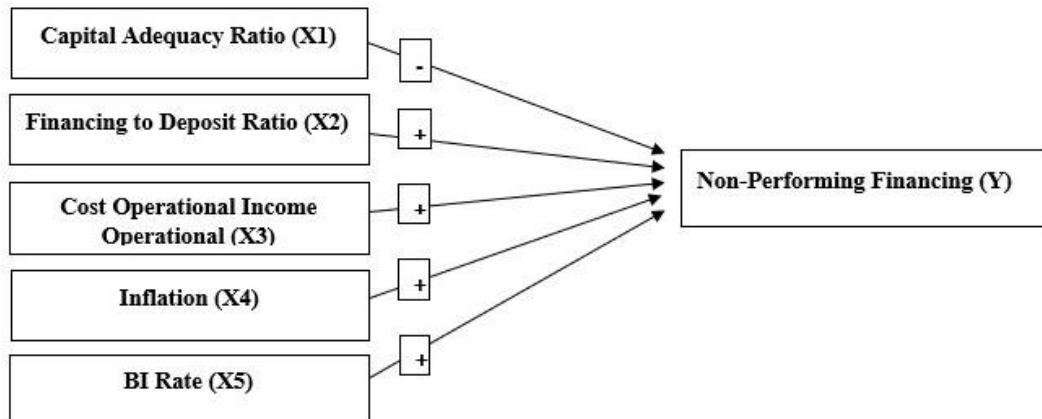 Capital Adequacy Ratio (X1)
-
Financing to Deposit Ratio (X2)
+
Non-Performing Financing (Y)
Cost Operational Income
Operational (X3)
+
Inflation (X4)
+
BI Rate (X5)
+